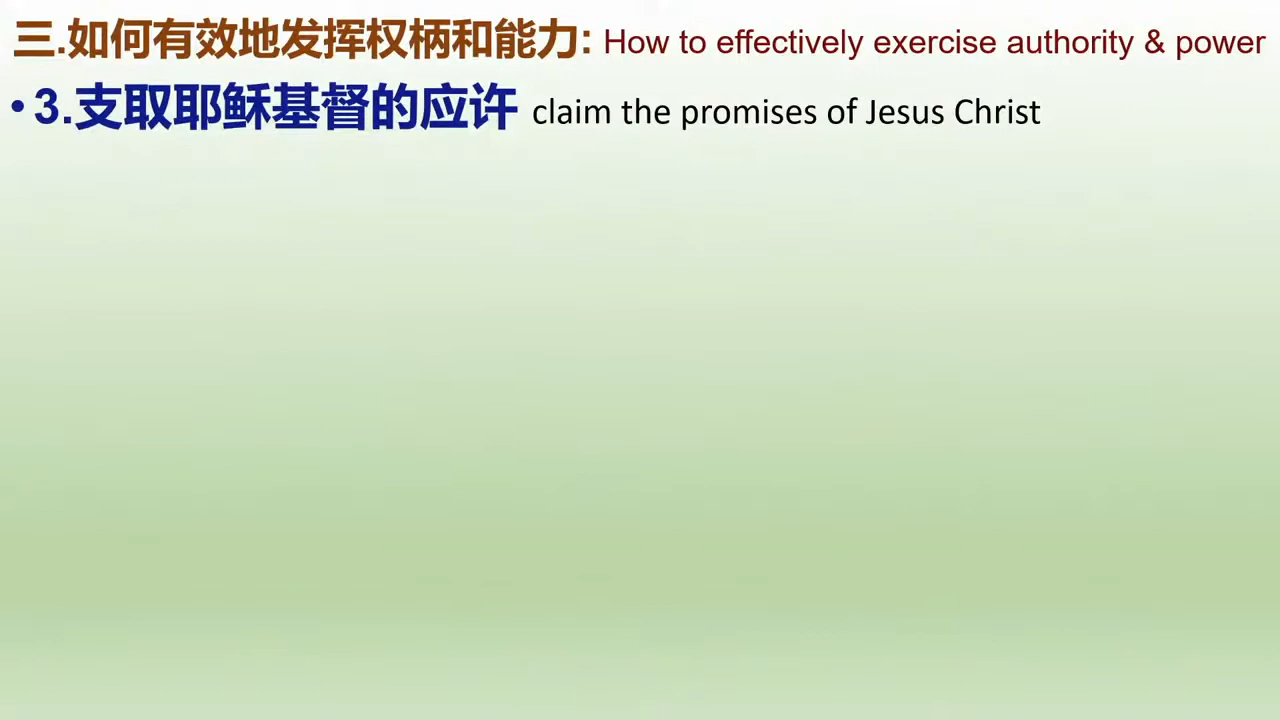 三.如何有效地发挥权柄和能力: How to effectively exercise authority & power
• 3.支取耶稣基督的应许 claim the promises of Jesus Christ